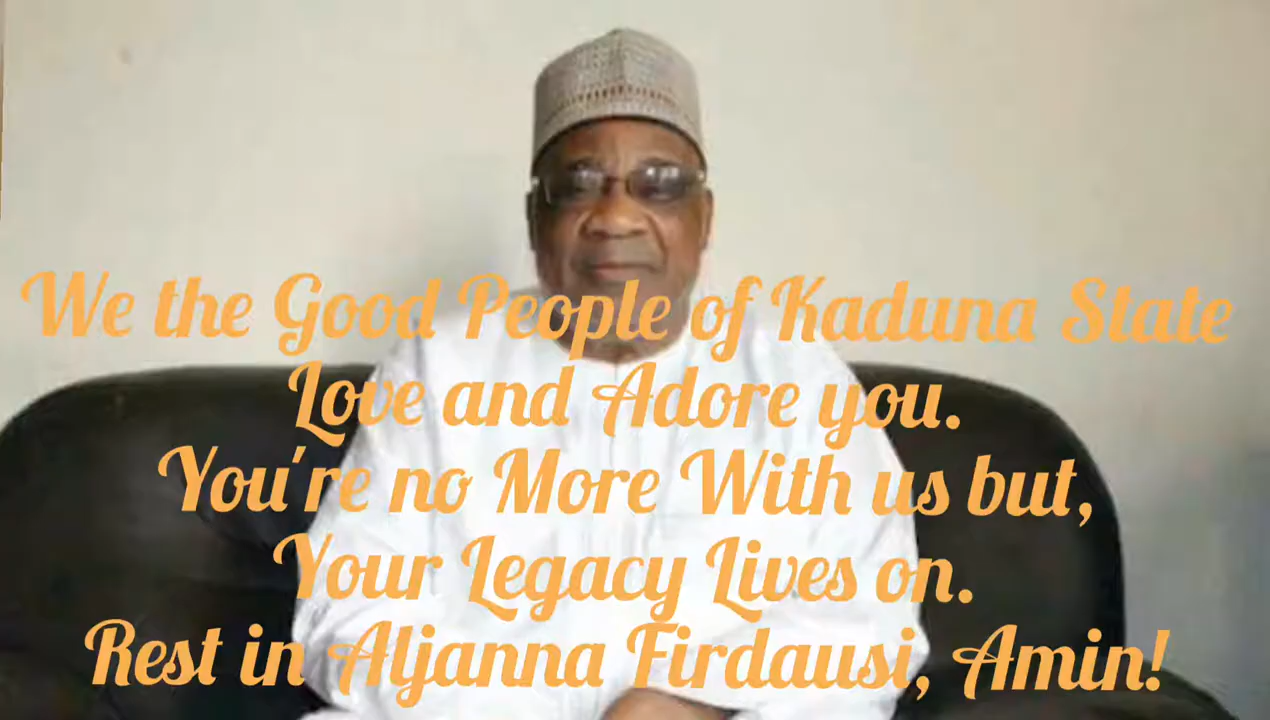 We the Good People of Kaduna State
Love and Adore you.
You're no More With us but,
Your Legacy Lives on.
Rest in Aljanna Firdausi, Amin!